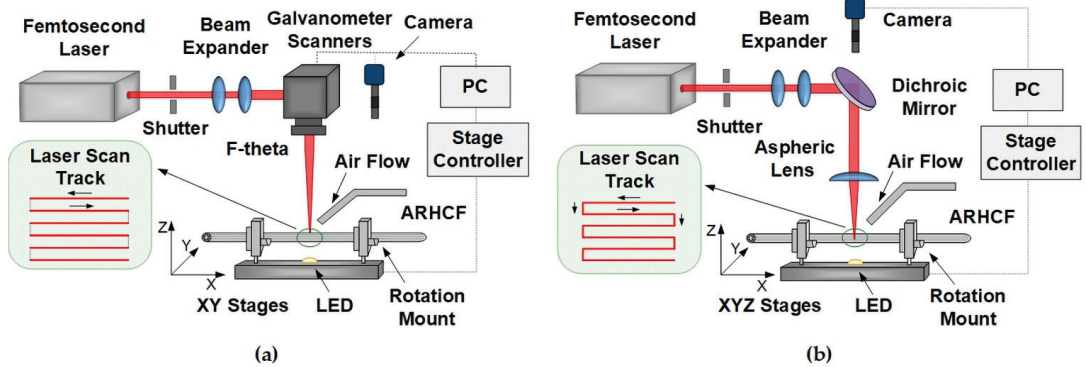 Femtosecond
Laser
Beam
Expander
Galvanometer
Scanners
Camera
PC
Stage
Controller
Shutter
F-theta
Laser Scan
Track
Air Flow
ARHCF
Z
Y
X
XY Stages
LED
Rotation
Mount
(a)
Femtosecond
Laser
Beam
Expander
Camera
Dichroic
Mirror
PC
Stage
Controller
Shutter
Aspheric
Lens
Laser Scan
Track
Air Flow
ARHCF
Z
Y
X
XYZ Stages
LED
Rotation
Mount
(b)